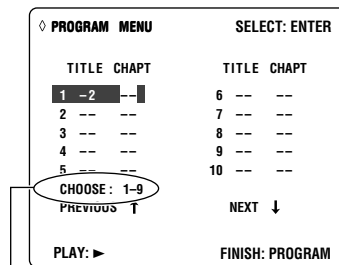 ◊ PROGRAM MENU SELECT: ENTER
TITLE CHAPT TITLE CHAPT
1 –2 –– 6 –– ––
2 –– –– 7 –– ––
3 –– –– 8 –– ––
4 –– –– 9 –– ––
5 –– –– 10 –– ––
CHOOSE: 1–9
PREVIOUS ↑ NEXT ↓
PLAY: ► FINISH: PROGRAM